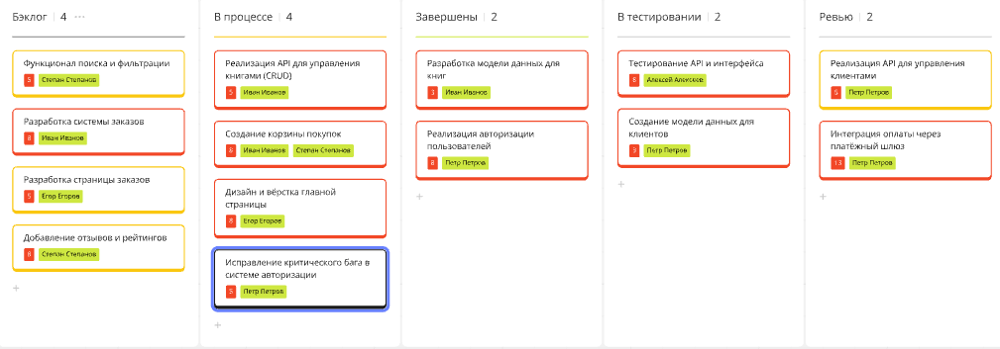 Бэклог 4 ...
Функционал поиска и фильтрации
5 Степан Степанов
Разработка системы заказов
8 Иван Иванов
Разработка страницы заказов
5 Егор Егоров
Добавление отзывов и рейтингов
8 Степан Степанов
+
В процессе 4
Реализация API для управления
книгами (CRUD)
5 Иван Иванов
Создание корзины покупок
8 Иван Иванов Степан Степанов
Дизайн и вёрстка главной
страницы
8 Егор Егоров
Исправление критического бага в
системе авторизации
5 Петр Петров
+
Завершены 2
Разработка модели данных для
книг
3 Иван Иванов
Реализация авторизации
пользователей
8 Петр Петров
+
В тестировании 2
Тестирование API и интерфейса
8 Алексей Алексеев
Создание модели данных для
клиентов
3 Петр Петров
+
Ревью 2
Реализация API для управления
клиентами
5 Петр Петров
Интеграция оплаты через
платёжный шлюз
13 Петр Петров
+